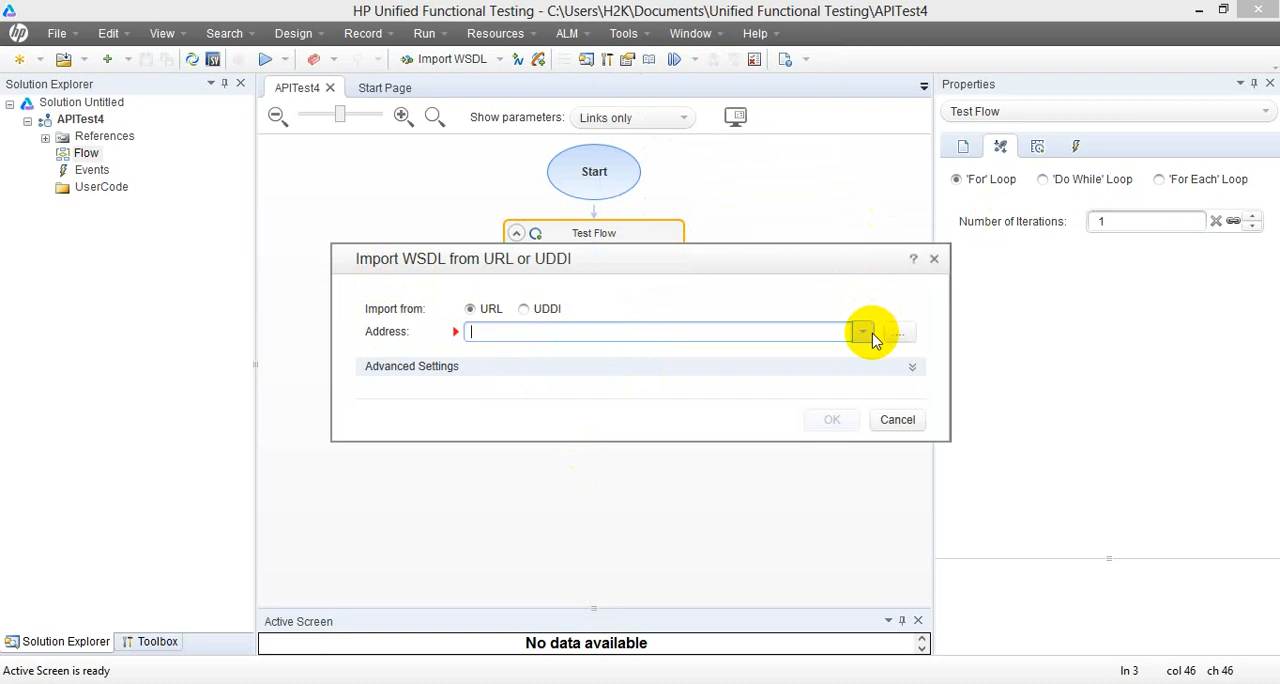 HP Unified Functional Testing - C:\Users\H2K\Documents\Unified Functional Testing\APITest4
hp File Edit View Search Design Record Run Resources ALM Tools Window Help
Import WSDL
Solution Explorer
APITest4 Start Page
Properties
Solution Untitled
APITest4
References
Flow
Events
UserCode
Show parameters: Links only
Test Flow
Start
'For' Loop 'Do While' Loop 'For Each' Loop
Number of Iterations: 1
Test Flow
Import WSDL from URL or UDDI
Import from: URL UDDI
Address:
....
Advanced Settings
OK Cancel
Active Screen
No data available
Solution Explorer Toolbox
Active Screen is ready
ln 3 col 46 ch 46